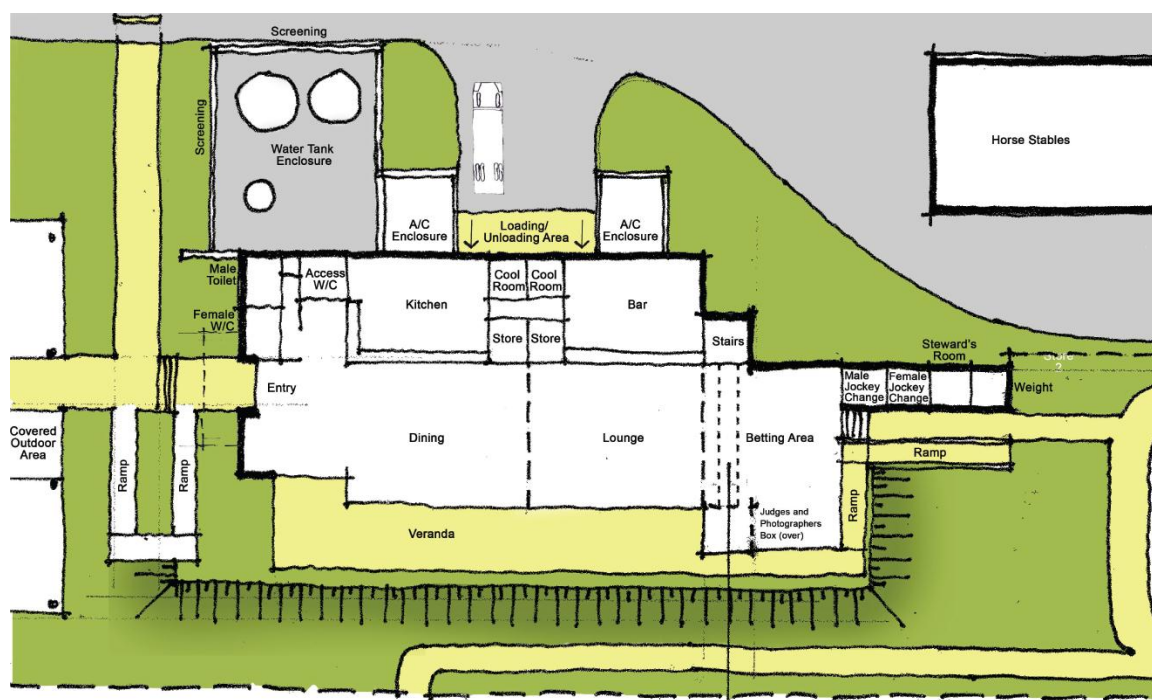 Screening
Screening
Water Tank
Enclosure
Horse Stables
A/C
Enclosure
Loading/
Unloading Area
A/C
Enclosure
Male
Toilet
Access
W/C
Cool
Room
Cool
Room
Kitchen
Bar
Female
W/C
Store
Store
Stairs
Steward's
Room
Store
?
Entry
Male
Jockey
Change
Female
Jockey
Change
Weight
Covered
Outdoor
Area
Dining
Lounge
Betting Area
Ramp
Ramp
Ramp
Ramp
Judges and
Photographers
Box (over)
Veranda